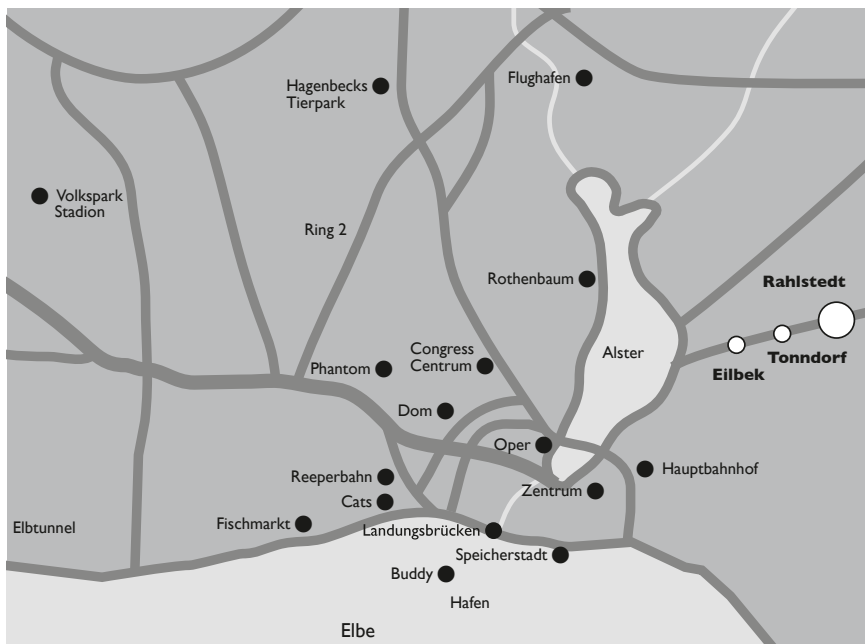 Flughafen
Hagenbecks
Tierpark
Volkspark
Stadion
Ring 2
Rothenbaum
Rahlstedt
Alster
Tonndorf
Eilbek
Congress
Centrum
Phantom
Dom
Oper
Hauptbahnhof
Reeperbahn
Zentrum
Cats
Fischmarkt
Elbtunnel
Landungsbrücken
Speicherstadt
Buddy
Hafen
Elbe